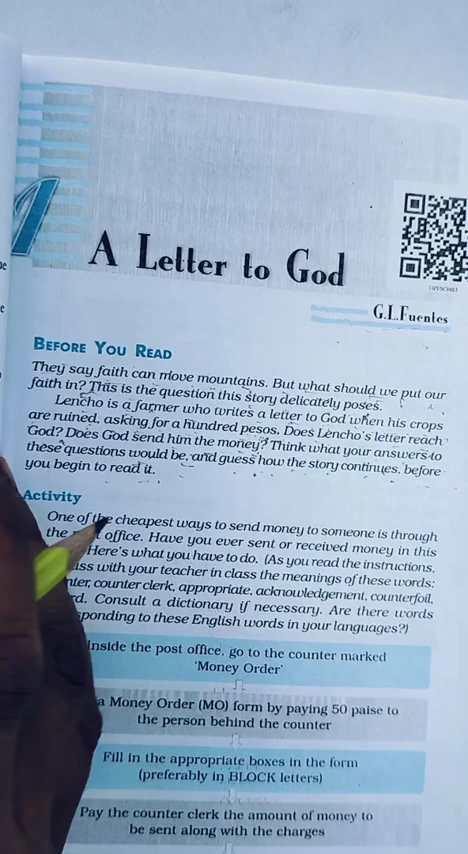 1
A Letter to God
1055CH01
G.L.Fuentes
BEFORE YOU READ
They say faith can move mountains. But what should we put our
faith in? This is the question this story delicately poses.
Lencho is a farmer who writes a letter to God when his crops
are ruined, asking for a hundred pesos. Does Lencho's letter reach
God? Does God send him the money? Think what your answers to
these questions would be, and guess how the story continues, before
you begin to read it.
Activity
One of the cheapest ways to send money to someone is through
the office. Have you ever sent or received money in this
Here's what you have to do. (As you read the instructions,
uss with your teacher in class the meanings of these words:
nter, counter clerk, appropriate, acknowledgement, counterfoil,
rd. Consult a dictionary if necessary. Are there words
sponding to these English words in your languages?)
Inside the post office, go to the counter marked
'Money Order'
a Money Order (MO) form by paying 50 paise to
the person behind the counter
Fill in the appropriate boxes in the form
(preferably in BLOCK letters)
Pay the counter clerk the amount of money to
be sent along with the charges